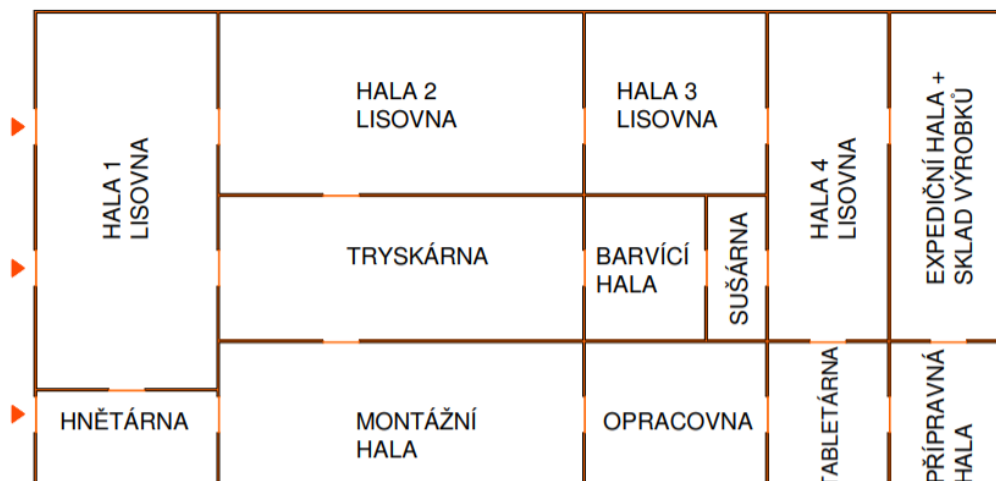 HALA 1
LISOVNA
HALA 2
LISOVNA
HALA 3
LISOVNA
HALA 4
LISOVNA
EXPEDIČNÍ HALA +
SKLAD VÝROBKŮ
TRYSKÁRNA
BARVÍCÍ
HALA
SUŠÁRNA
HNĚTÁRNA
MONTÁŽNÍ
HALA
OPRACOVNA
TABLETÁRNA
PŘÍPRAVNÁ
HALA